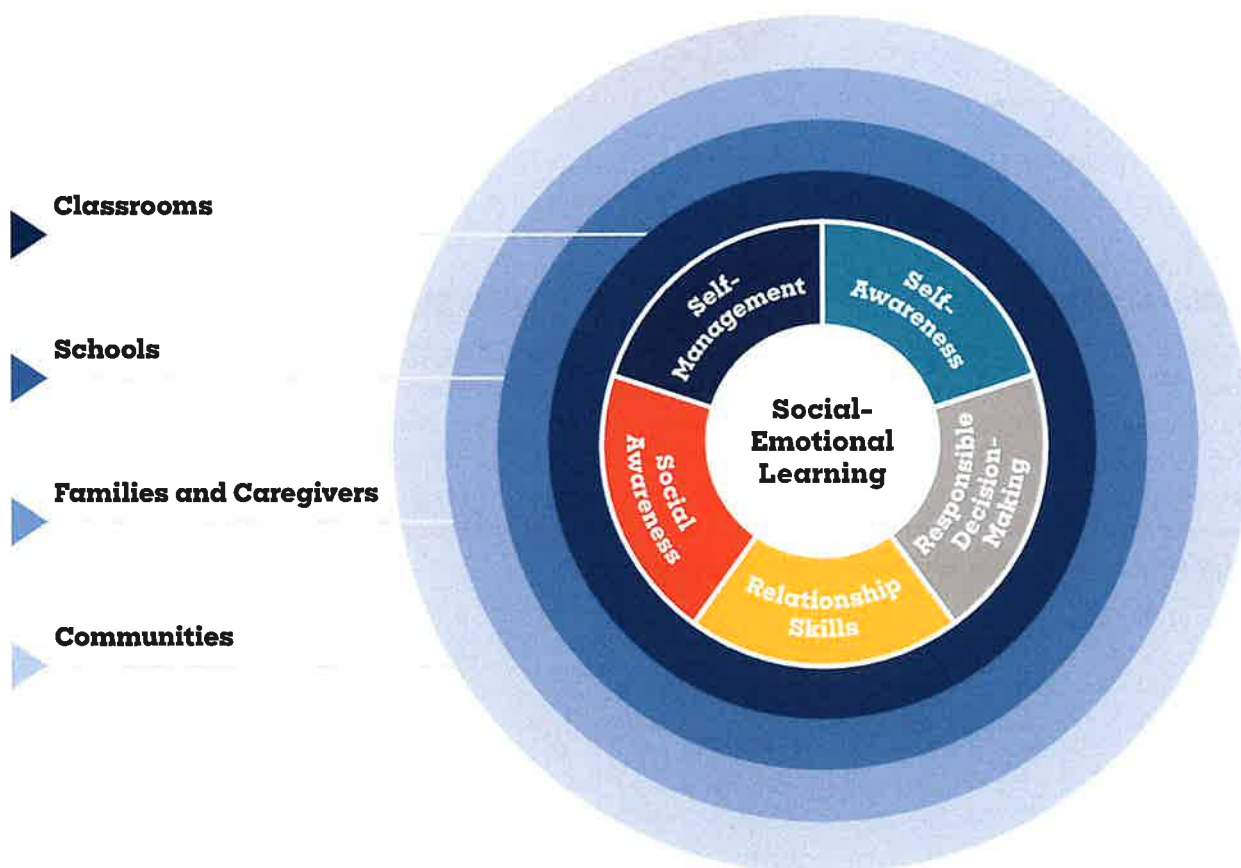 Classrooms
Schools
Families and Caregivers
Communities
Self-
Management
Self-
Awareness
Social
Awareness
Social-
Emotional
Learning
Responsible
Decision-
Making
Relationship
Skills